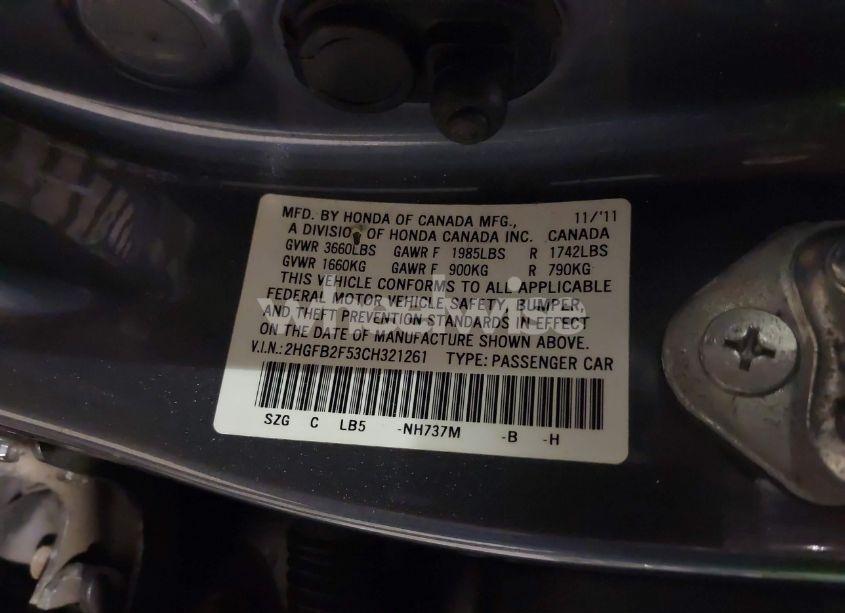 MFD. BY HONDA OF CANADA MFG., 11/'11
A DIVISION OF HONDA CANADA INC. CANADA
GVWR 3660LBS GAWR F 1985LBS R 1742LBS
GVWR 1660KG GAWR F 900KG R 790KG
THIS VEHICLE CONFORMS TO ALL APPLICABLE
FEDERAL MOTOR VEHICLE SAFETY, BUMPER,
AND THEFT PREVENTION STANDARDS IN EFFECT
ON THE DATE OF MANUFACTURE SHOWN ABOVE.
V.I.N.:2HGFB2F53CH321261 TYPE: PASSENGER CAR
SZG C LB5 -NH737M -B -H